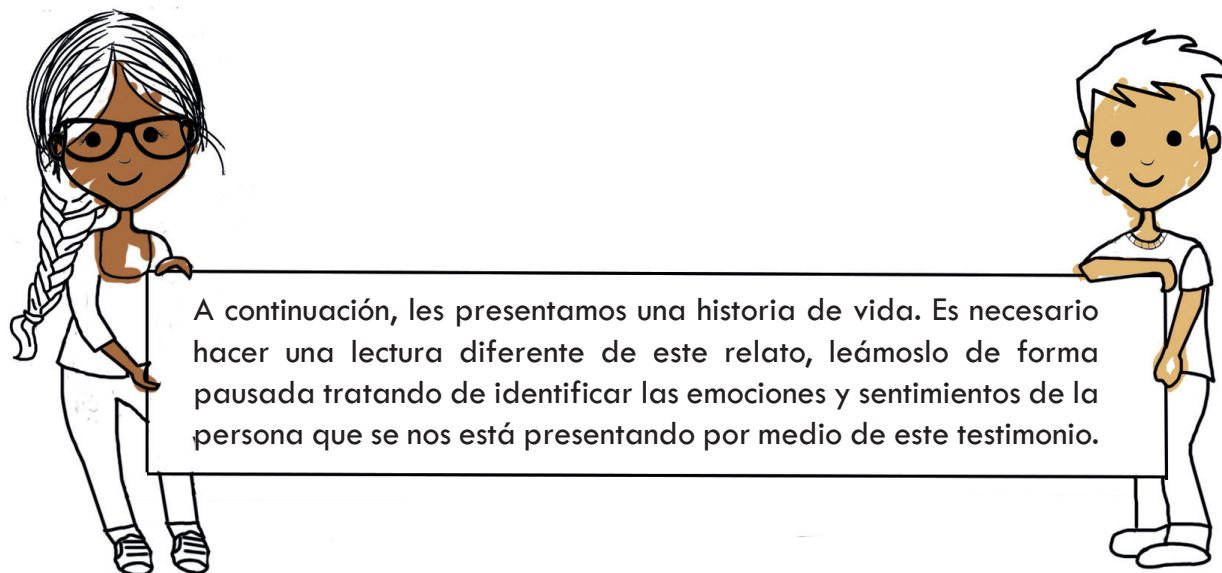 A continuación, les presentamos una historia de vida. Es necesario
hacer una lectura diferente de este relato, leámoslo de forma
pausada tratando de identificar las emociones y sentimientos de la
persona que se nos está presentando por medio de este testimonio.